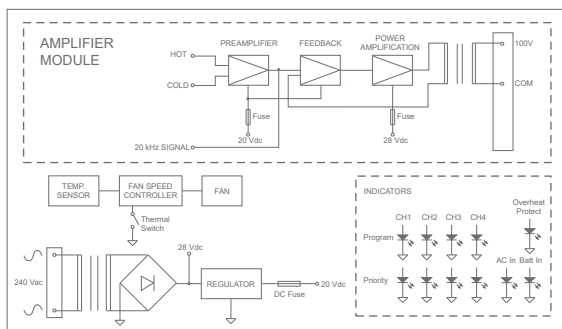 AMPLIFIER
MODULE
HOT
COLD
PREAMPLIFIER
FEEDBACK
POWER
AMPLIFICATION
100V
COM
Fuse
20 Vdc
Fuse
28 Vdc
20 kHz SIGNAL
TEMP.
SENSOR
FAN SPEED
CONTROLLER
FAN
Thermal
Switch
240 Vac
28 Vdc
REGULATOR
DC Fuse
20 Vdc
INDICATORS
CH1 CH2 CH3 CH4
Overheat
Protect
Program
Priority
AC In Batt In